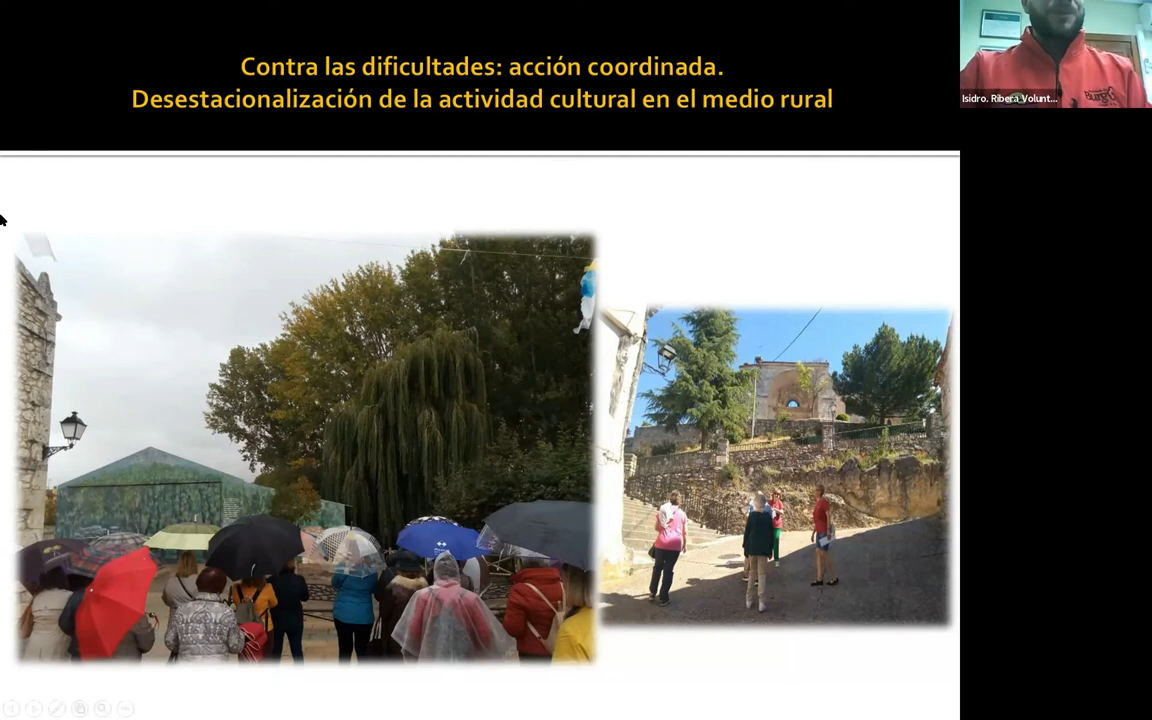 Contra las dificultades: acción coordinada.
Desestacionalización de la actividad cultural en el medio rural
Isidro. Ribera Volunt...